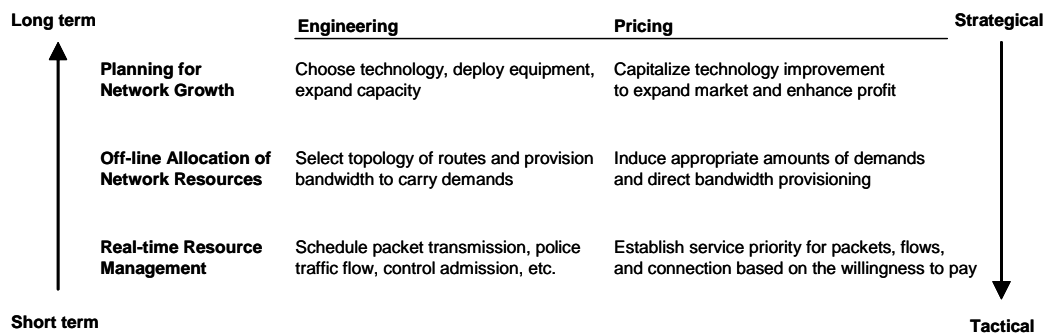 Long term
Engineering
Pricing
Strategical
Planning for
Network Growth
Choose technology, deploy equipment,
expand capacity
Capitalize technology improvement
to expand market and enhance profit
Off-line Allocation of
Network Resources
Select topology of routes and provision
bandwidth to carry demands
Induce appropriate amounts of demands
and direct bandwidth provisioning
Real-time Resource
Management
Schedule packet transmission, police
traffic flow, control admission, etc.
Establish service priority for packets, flows,
and connection based on the willingness to pay
Short term
Tactical